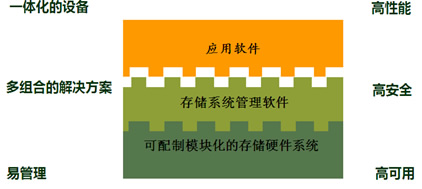 一体化的设备
高性能
应用软件
多组合的解决方案
高安全
存储系统管理软件
可配制模块化的存储硬件系统
易管理
高可用